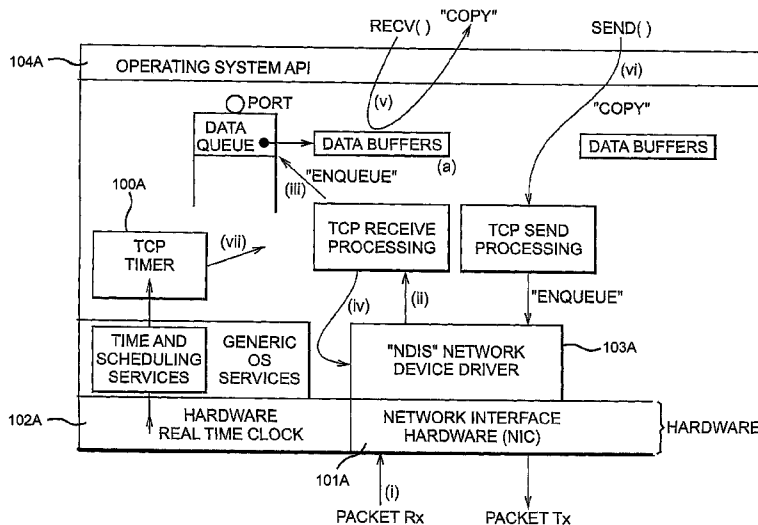 RECV( )
"COPY"
SEND( )
104A
OPERATING SYSTEM API
(v)
(vi)
PORT
DATA
QUEUE
DATA BUFFERS
(a)
"COPY"
DATA BUFFERS
"ENQUEUE"
(iii)
100A
TCP
TIMER
(vii)
TCP RECEIVE
PROCESSING
TCP SEND
PROCESSING
(iv)
(ii)
"ENQUEUE"
TIME AND
SCHEDULING
SERVICES
GENERIC
OS
SERVICES
"NDIS" NETWORK
DEVICE DRIVER
103A
102A
HARDWARE
REAL TIME CLOCK
NETWORK INTERFACE
HARDWARE (NIC)
HARDWARE
101A
(i)
PACKET Rx
PACKET Tx